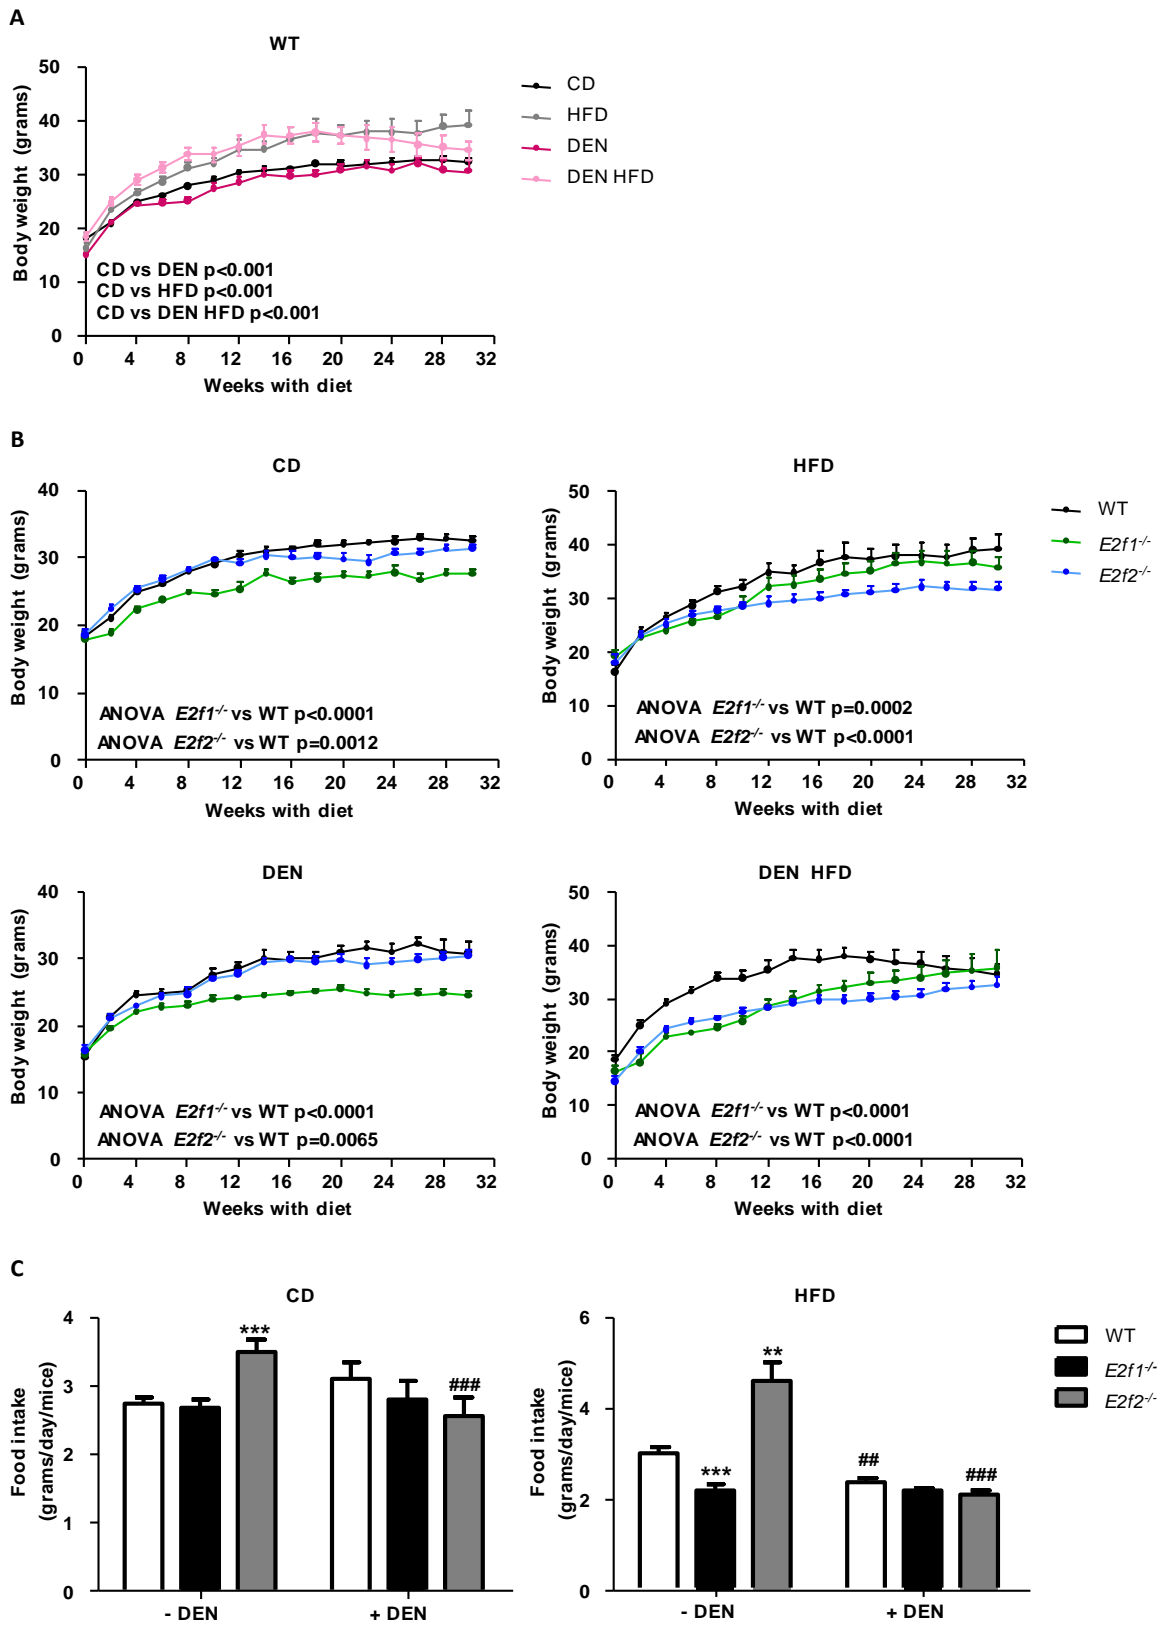 A
WT
50
40
30
20
10
0
Body weight (grams)
CD
HFD
DEN
DEN HFD
CD vs DEN p<0.001
CD vs HFD p<0.001
CD vs DEN HFD p<0.001
0 4 8 12 16 20 24 28 32
Weeks with diet
B
CD
40
30
20
10
0
Body weight (grams)
ANOVA E2f1-/- vs WT p<0.0001
ANOVA E2f2-/- vs WT p=0.0012
0 4 8 12 16 20 24 28 32
Weeks with diet
HFD
50
40
30
20
10
0
Body weight (grams)
ANOVA E2f1-/- vs WT p=0.0002
ANOVA E2f2-/- vs WT p<0.0001
0 4 8 12 16 20 24 28 32
Weeks with diet
WT
E2f1-/-
E2f2-/-
DEN
40
30
20
10
0
Body weight (grams)
ANOVA E2f1-/- vs WT p<0.0001
ANOVA E2f2-/- vs WT p=0.0065
0 4 8 12 16 20 24 28 32
Weeks with diet
DEN HFD
50
40
30
20
10
0
Body weight (grams)
ANOVA E2f1-/- vs WT p<0.0001
ANOVA E2f2-/- vs WT p<0.0001
0 4 8 12 16 20 24 28 32
Weeks with diet
C
CD
4
3
2
1
0
Food intake
(grams/day/mice)
***
###
- DEN + DEN
HFD
6
4
2
0
Food intake
(grams/day/mice)
***
**
##
###
- DEN + DEN
WT
E2f1-/-
E2f2-/-